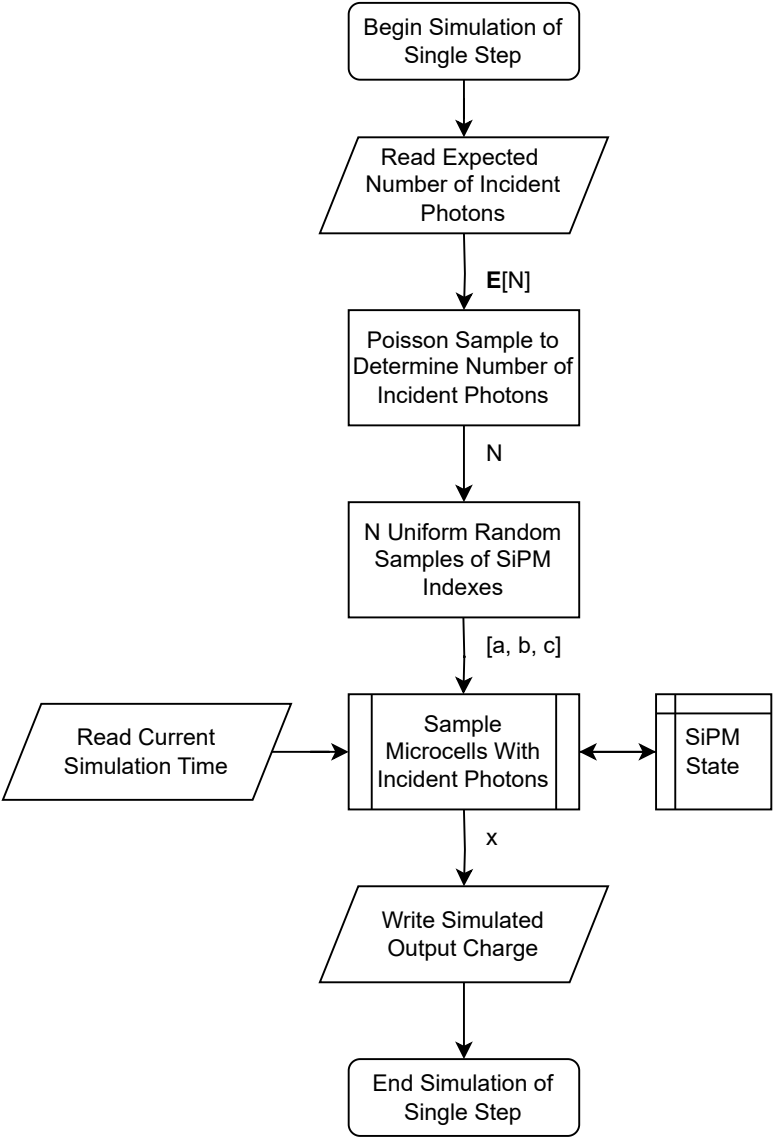 Begin Simulation of
Single Step
Read Expected
Number of Incident
Photons
E[N]
Poisson Sample to
Determine Number of
Incident Photons
N
N Uniform Random
Samples of SiPM
Indexes
[a, b, c]
Read Current
Simulation Time
Sample
Microcells With
Incident Photons
SiPM
State
x
Write Simulated
Output Charge
End Simulation of
Single Step